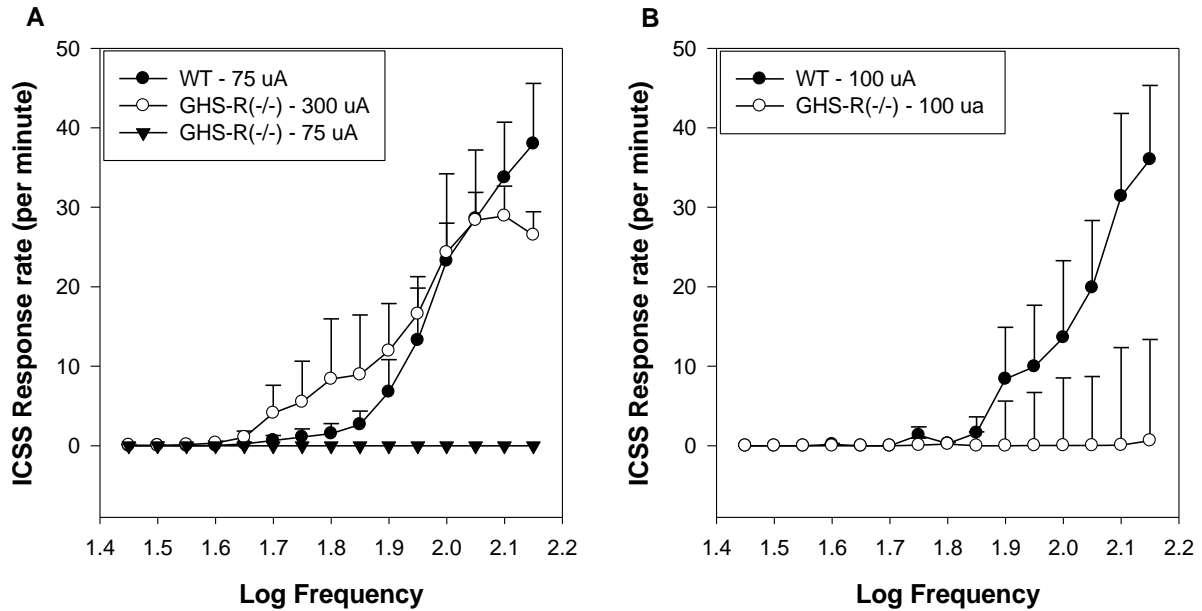 A
ICSS Response rate (per minute)
50
40
30
20
10
0
WT - 75 uA
GHS-R(-/-) - 300 uA
GHS-R(-/-) - 75 uA
1.4 1.5 1.6 1.7 1.8 1.9 2.0 2.1 2.2
Log Frequency
B
ICSS Response rate (per minute)
50
40
30
20
10
0
WT - 100 uA
GHS-R(-/-) - 100 ua
1.4 1.5 1.6 1.7 1.8 1.9 2.0 2.1 2.2
Log Frequency